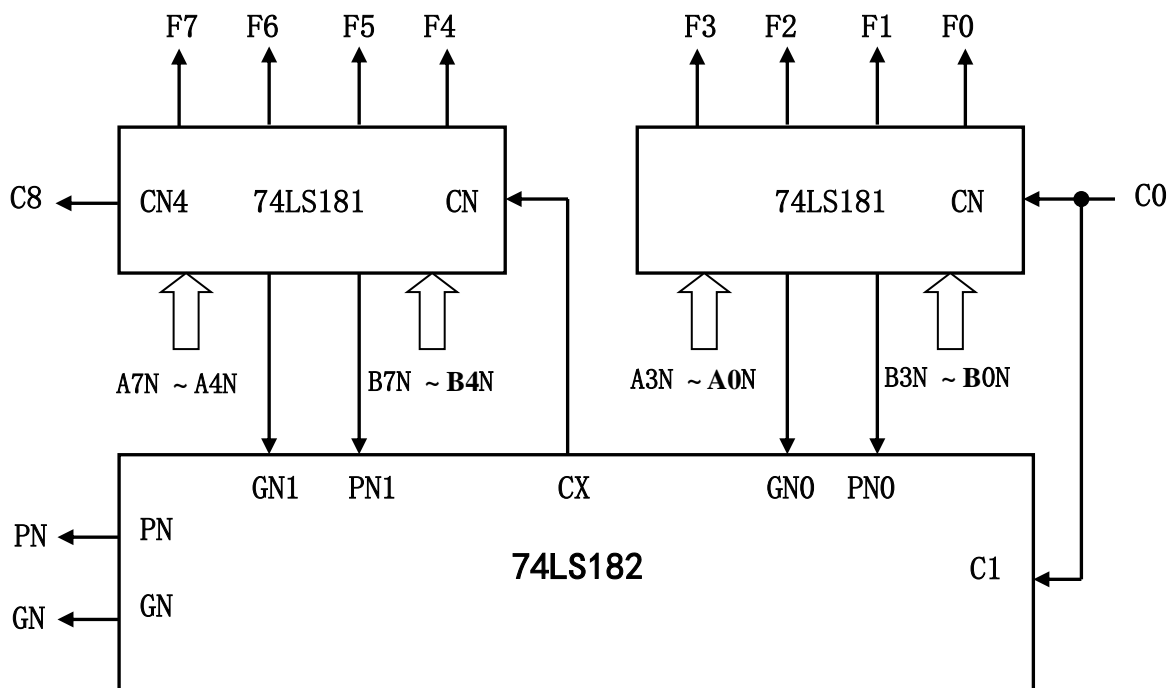 F7 F6 F5 F4 F3 F2 F1 F0
C8 CN4 74LS181 CN 74LS181 CN C0
A7N ~ A4N B7N ~ B4N A3N ~ A0N B3N ~ B0N
GN1 PN1 CX GN0 PN0
PN PN
74LS182 C1
GN GN